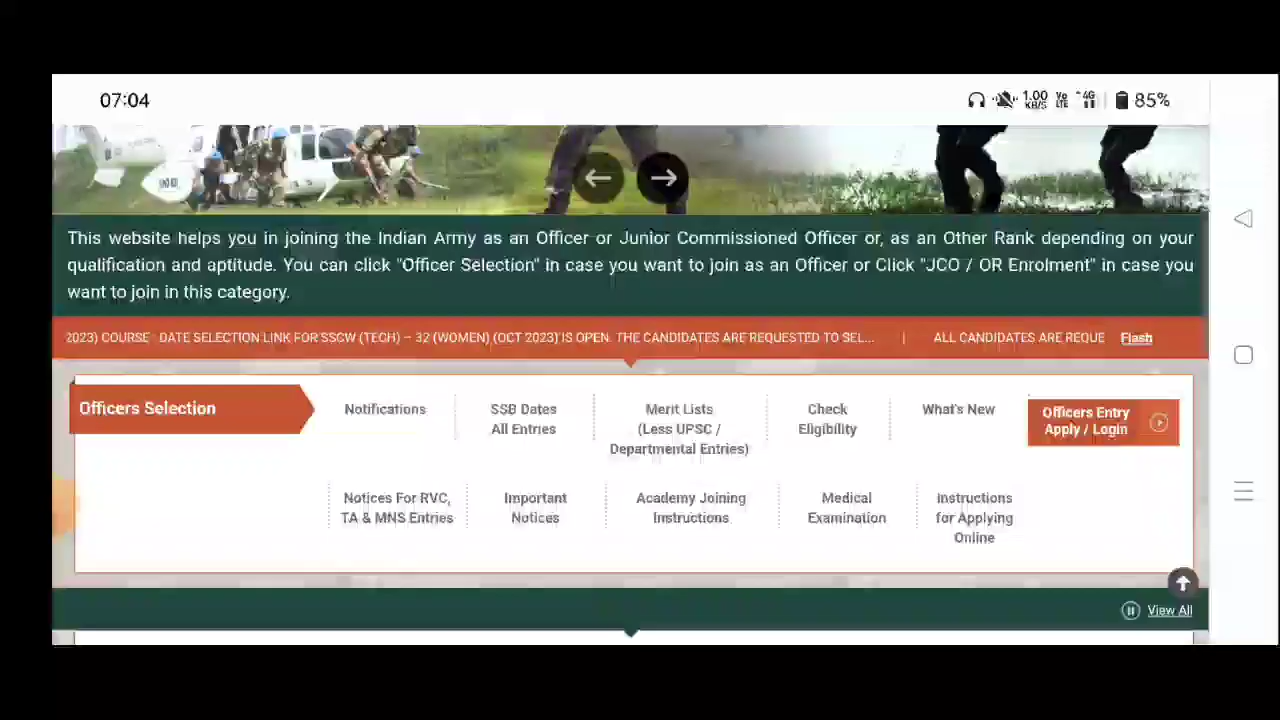 07:04
1.00 KB/S Vo LTE 4G 85%
This website helps you in joining the Indian Army as an Officer or Junior Commissioned Officer or, as an Other Rank depending on your
qualification and aptitude. You can click "Officer Selection" in case you want to join as an Officer or Click "JCO / OR Enrolment" in case you
want to join in this category.
2023) COURSE DATE SELECTION LINK FOR SSCW (TECH) – 32 (WOMEN) (OCT 2023) IS OPEN. THE CANDIDATES ARE REQUESTED TO SEL... | ALL CANDIDATES ARE REQUE Flash
Officers Selection
Notifications
SSB Dates
All Entries
Merit Lists
(Less UPSC /
Departmental Entries)
Check
Eligibility
What's New
Officers Entry
Apply / Login
Notices For RVC,
TA & MNS Entries
Important
Notices
Academy Joining
Instructions
Medical
Examination
Instructions
for Applying
Online
View All